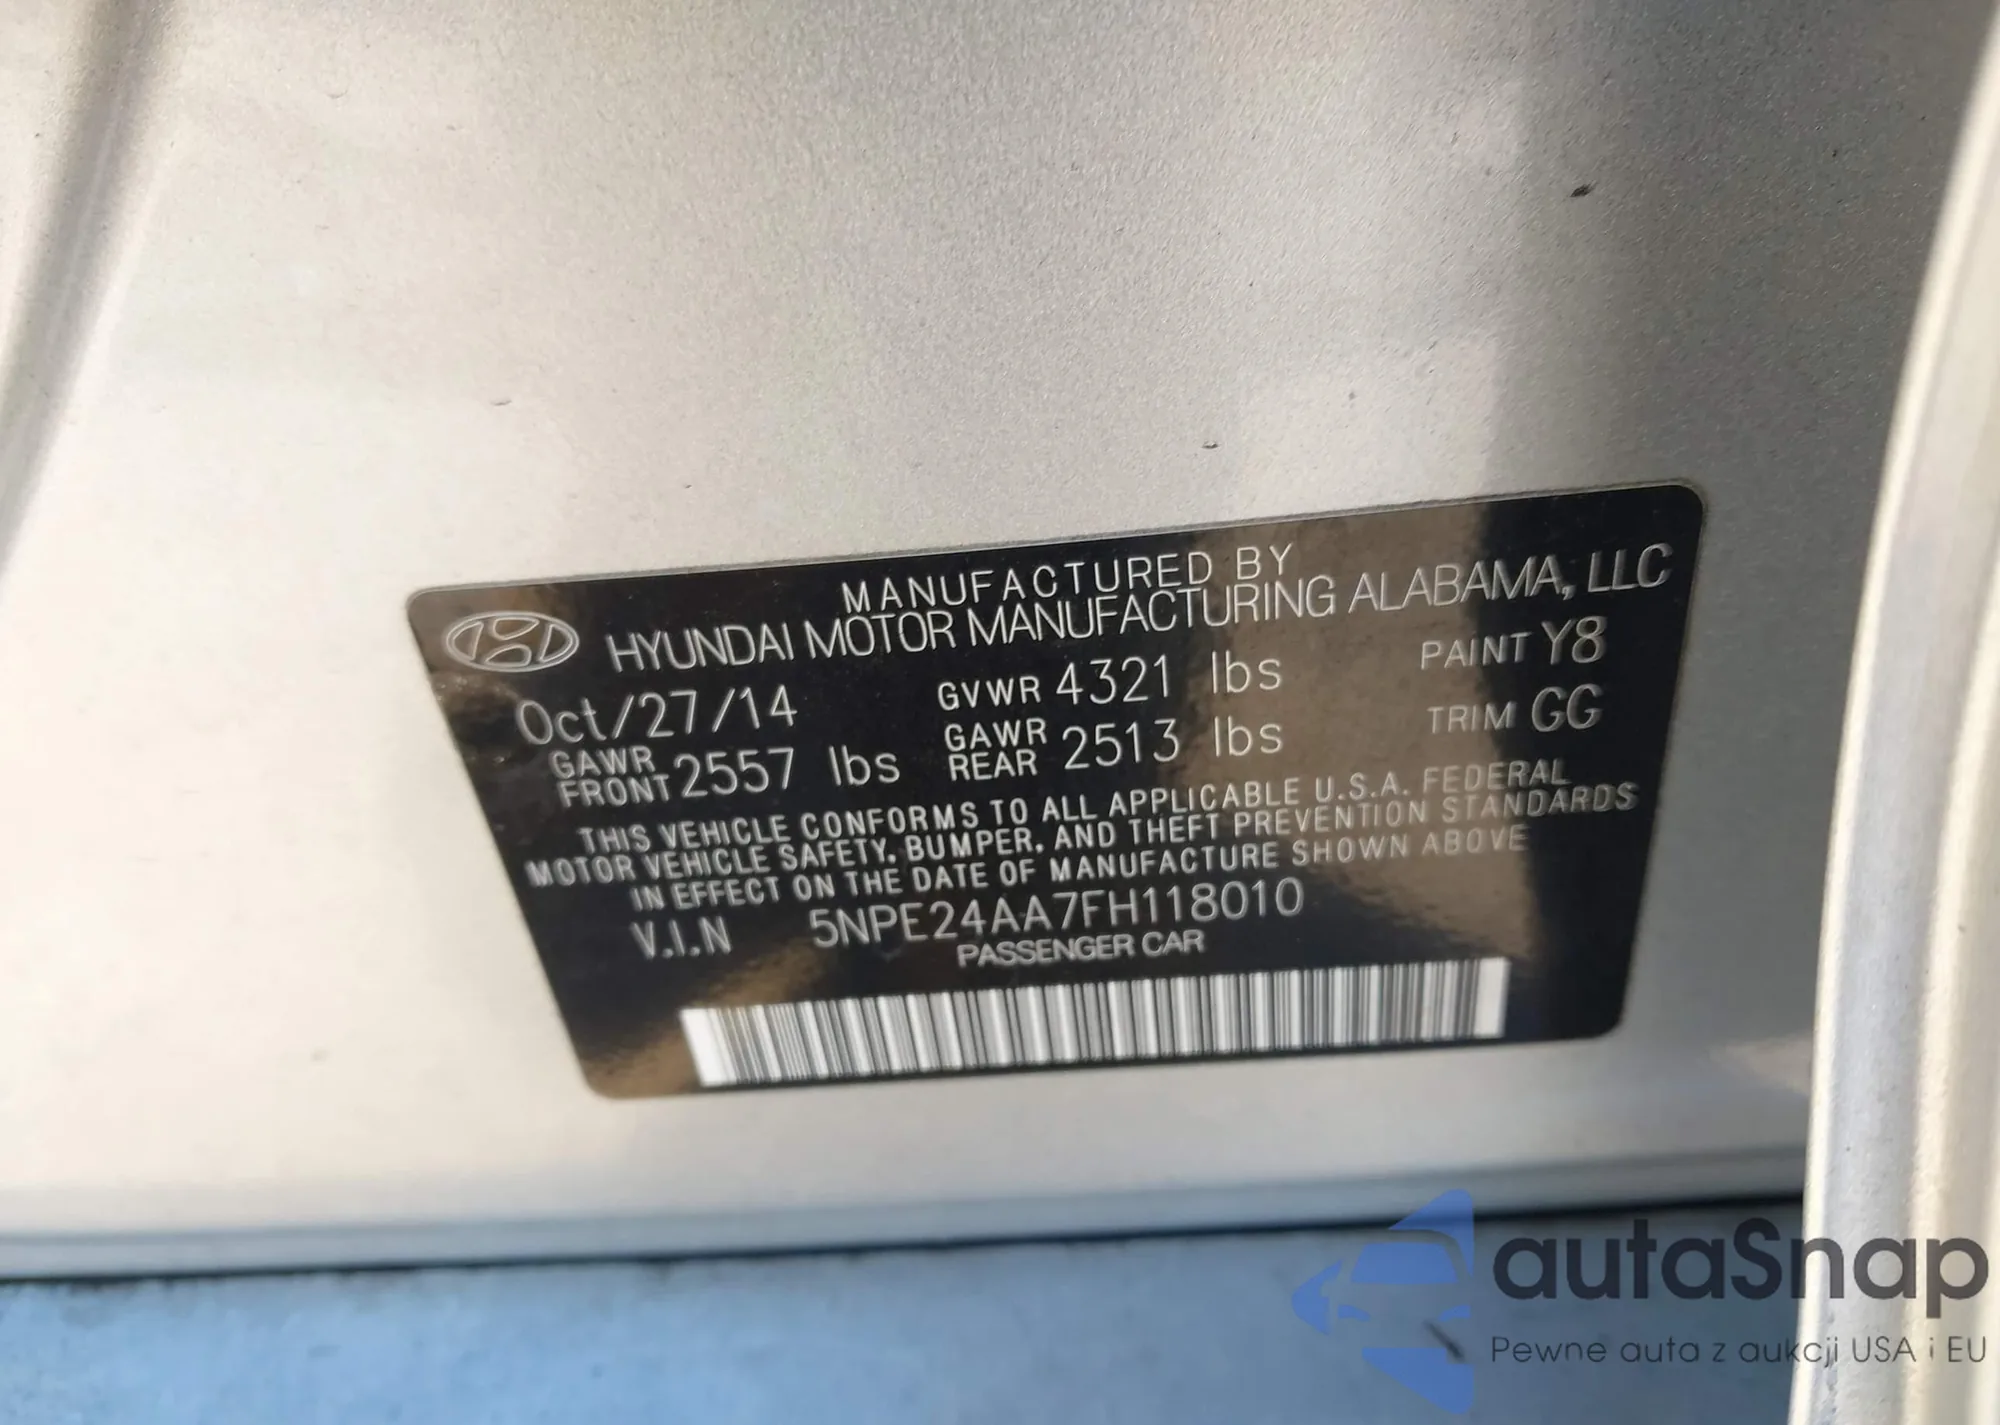 MANUFACTURED BY
HYUNDAI MOTOR MANUFACTURING ALABAMA, LLC
Oct/27/14 GVWR 4321 lbs PAINT Y8
GAWR FRONT 2557 lbs GAWR REAR 2513 lbs TRIM GG
THIS VEHICLE CONFORMS TO ALL APPLICABLE U.S.A. FEDERAL
MOTOR VEHICLE SAFETY, BUMPER, AND THEFT PREVENTION STANDARDS
IN EFFECT ON THE DATE OF MANUFACTURE SHOWN ABOVE
V.I.N 5NPE24AA7FH118010
PASSENGER CAR
autaSnap
Pewne auta z aukcji USA i EU